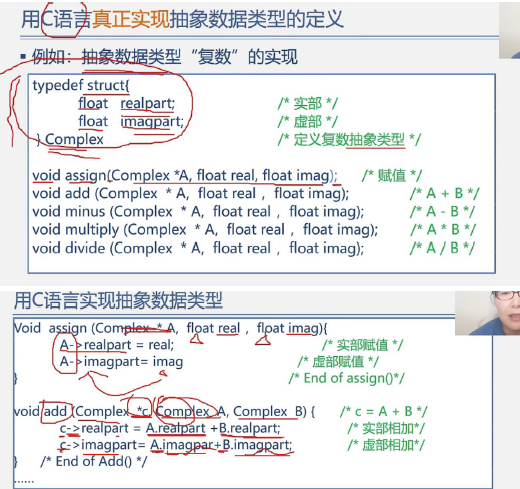 用C语言真正实现抽象数据类型的定义
▪ 例如：抽象数据类型“复数”的实现
typedef struct{
float realpart; /* 实部 */
float imagpart; /* 虚部 */
} Complex /* 定义复数抽象类型 */
void assign(Complex *A, float real, float imag); /* 赋值 */
void add (Complex * A, float real , float imag); /* A + B */
void minus (Complex * A, float real , float imag); /* A - B */
void multiply (Complex * A, float real , float imag); /* A * B */
void divide (Complex * A, float real , float imag); /* A / B */
用C语言实现抽象数据类型
Void assign (Complex * A, float real , float imag){
A->realpart = real; /* 实部赋值 */
A->imagpart= imag /* 虚部赋值 */
} /* End of assign()*/
void add (Complex *c, Complex A, Complex B) { /* c = A + B */
c->realpart = A.realpart +B.realpart; /* 实部相加*/
c->imagpart= A.imagpar+B.imagpart; /* 虚部相加*/
} /* End of Add() */
......